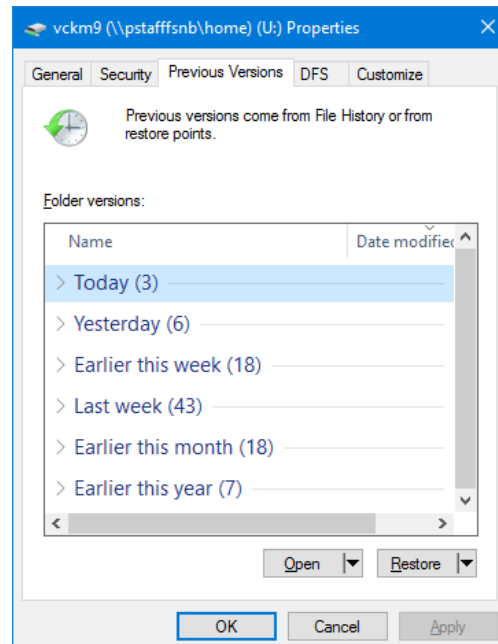 vckm9 (\\pstafffsnb\home) (U:) Properties
General Security Previous Versions DFS Customize
Previous versions come from File History or from
restore points.
Folder versions:
Name Date modified
Today (3)
Yesterday (6)
Earlier this week (18)
Last week (43)
Earlier this month (18)
Earlier this year (7)
Open Restore
OK Cancel Apply